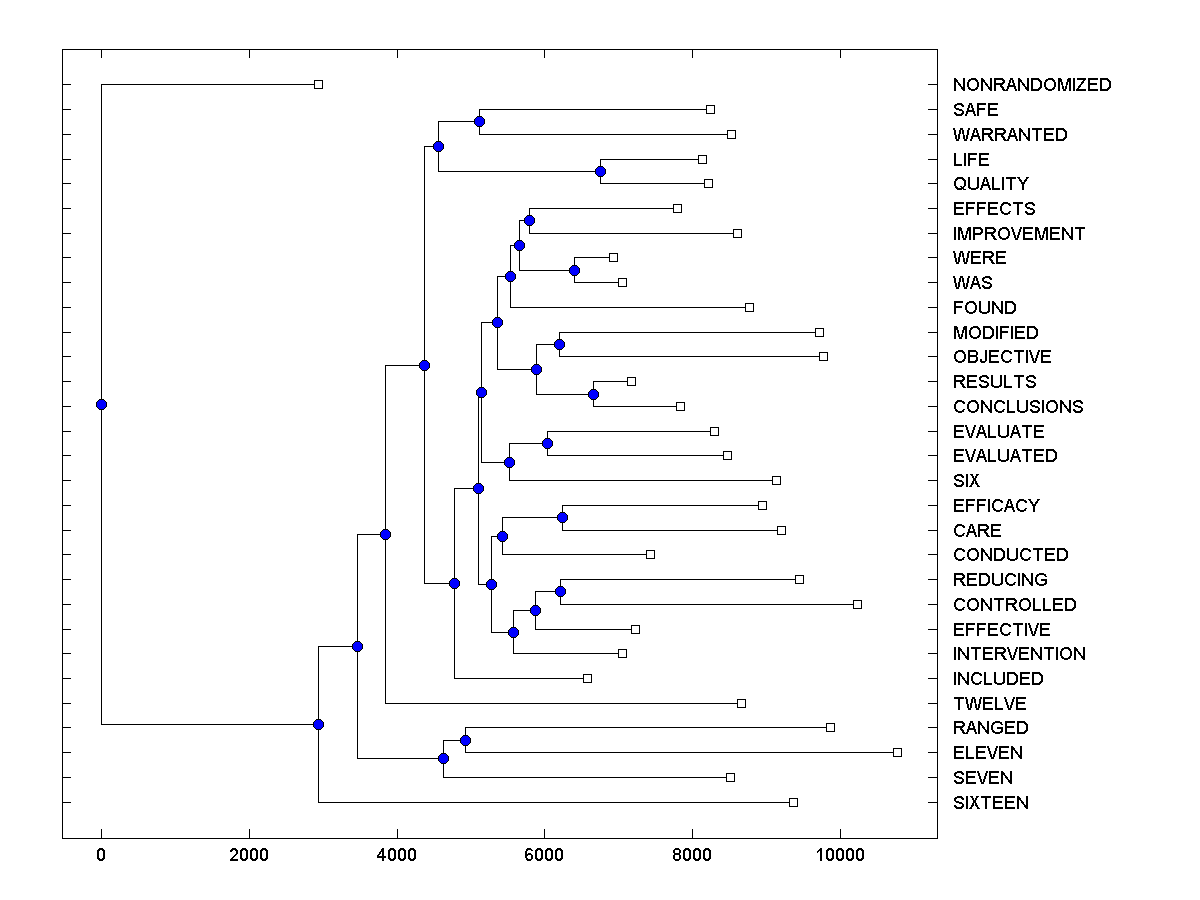 NONRANDOMIZED
SAFE
WARRANTED
LIFE
QUALITY
EFFECTS
IMPROVEMENT
WERE
WAS
FOUND
MODIFIED
OBJECTIVE
RESULTS
CONCLUSIONS
EVALUATE
EVALUATED
SIX
EFFICACY
CARE
CONDUCTED
REDUCING
CONTROLLED
EFFECTIVE
INTERVENTION
INCLUDED
TWELVE
RANGED
ELEVEN
SEVEN
SIXTEEN
0 2000 4000 6000 8000 10000